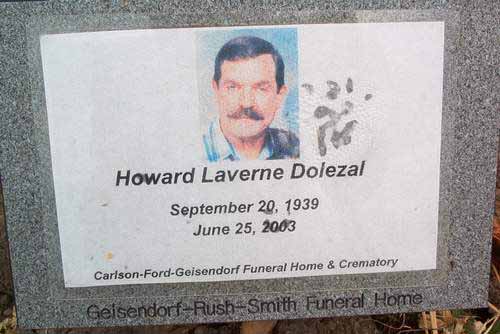 Howard Laverne Dolezal
September 20, 1939
June 25, 2003
Carlson-Ford-Geisendorf Funeral Home & Crematory
Geisendorf-Rush-Smith Funeral Home